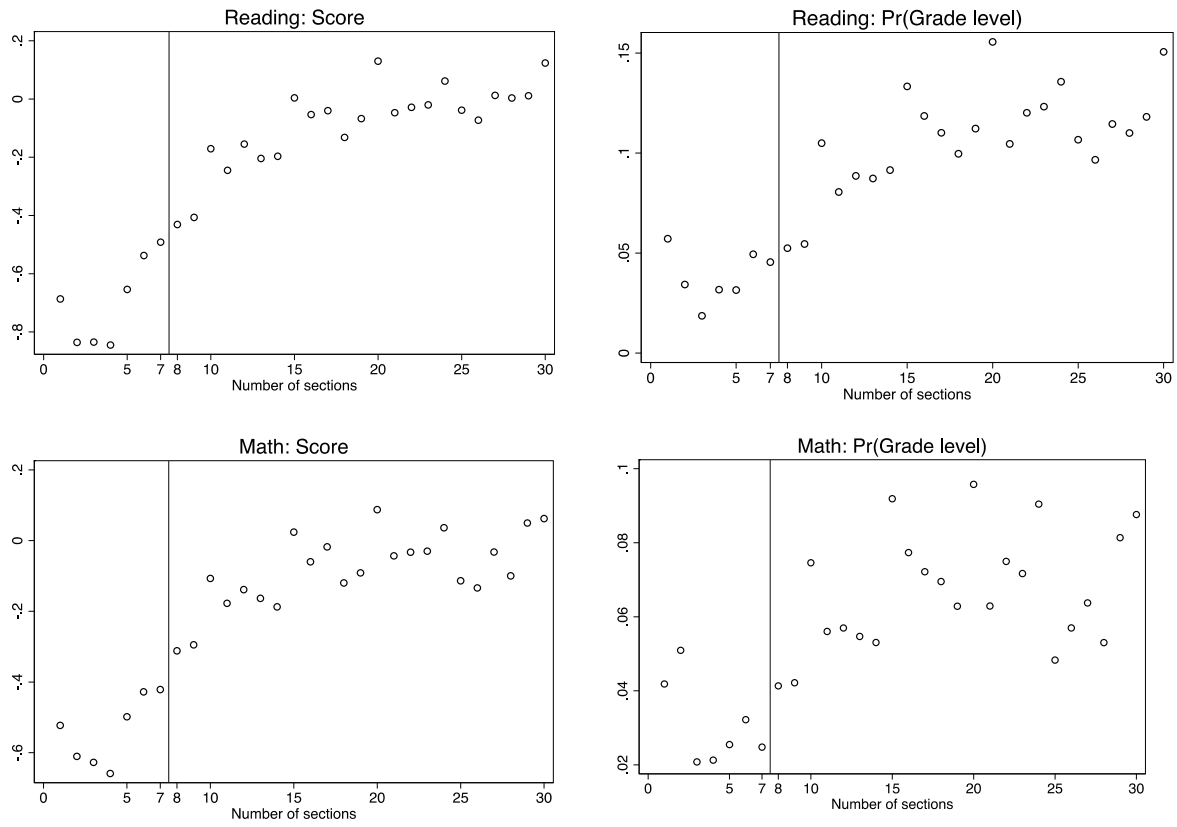 Reading: Score
.2
0
-.2
-.4
-.6
-.8
0 5 7 8 10 15 20 25 30
Number of sections
Reading: Pr(Grade level)
.15
.1
.05
0
0 5 7 8 10 15 20 25 30
Number of sections
Math: Score
.2
0
-.2
-.4
-.6
0 5 7 8 10 15 20 25 30
Number of sections
Math: Pr(Grade level)
.1
.08
.06
.04
.02
0 5 7 8 10 15 20 25 30
Number of sections